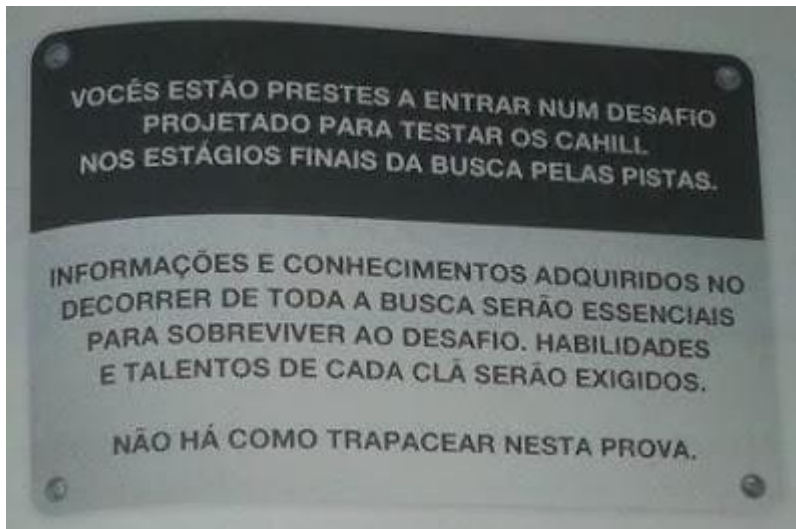 VOCÊS ESTÃO PRESTES A ENTRAR NUM DESAFIO
PROJETADO PARA TESTAR OS CAHILL
NOS ESTÁGIOS FINAIS DA BUSCA PELAS PISTAS.
INFORMAÇÕES E CONHECIMENTOS ADQUIRIDOS NO
DECORRER DE TODA A BUSCA SERÃO ESSENCIAIS
PARA SOBREVIVER AO DESAFIO. HABILIDADES
E TALENTOS DE CADA CLÃ SERÃO EXIGIDOS.
NÃO HÁ COMO TRAPACEAR NESTA PROVA.